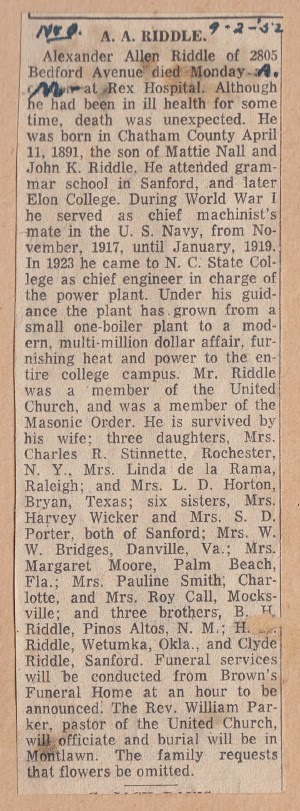 N&O 9-2-'52
A. A. RIDDLE.
Alexander Allen Riddle of 2805
Bedford Avenue died Monday A.
M. at Rex Hospital. Although
he had been in ill health for some
time, death was unexpected. He
was born in Chatham County April
11, 1891, the son of Mattie Nall and
John K. Riddle. He attended gram-
mar school in Sanford, and later
Elon College. During World War I
he served as chief machinist's
mate in the U. S. Navy, from No-
vember, 1917, until January, 1919.
In 1923 he came to N. C. State Col-
lege as chief engineer in charge of
the power plant. Under his guid-
ance the plant has grown from a
small one-boiler plant to a mod-
ern, multi-million dollar affair, fur-
nishing heat and power to the en-
tire college campus. Mr. Riddle
was a member of the United
Church, and was a member of the
Masonic Order. He is survived by
his wife; three daughters, Mrs.
Charles R. Stinnette, Rochester,
N. Y., Mrs. Linda de la Rama,
Raleigh; and Mrs. L. D. Horton,
Bryan, Texas; six sisters, Mrs.
Harvey Wicker and Mrs. S. D.
Porter, both of Sanford; Mrs. W.
W. Bridges, Danville, Va.; Mrs.
Margaret Moore, Palm Beach,
Fla.; Mrs. Pauline Smith, Char-
lotte, and Mrs. Roy Call, Mocks-
ville; and three brothers, B. H.
Riddle, Pinos Altos, N. M.; H.
Riddle, Wetumka, Okla., and Clyde
Riddle, Sanford. Funeral services
will be conducted from Brown's
Funeral Home at an hour to be
announced. The Rev. William Par-
ker, pastor of the United Church,
will officiate and burial will be in
Montlawn. The family requests
that flowers be omitted.